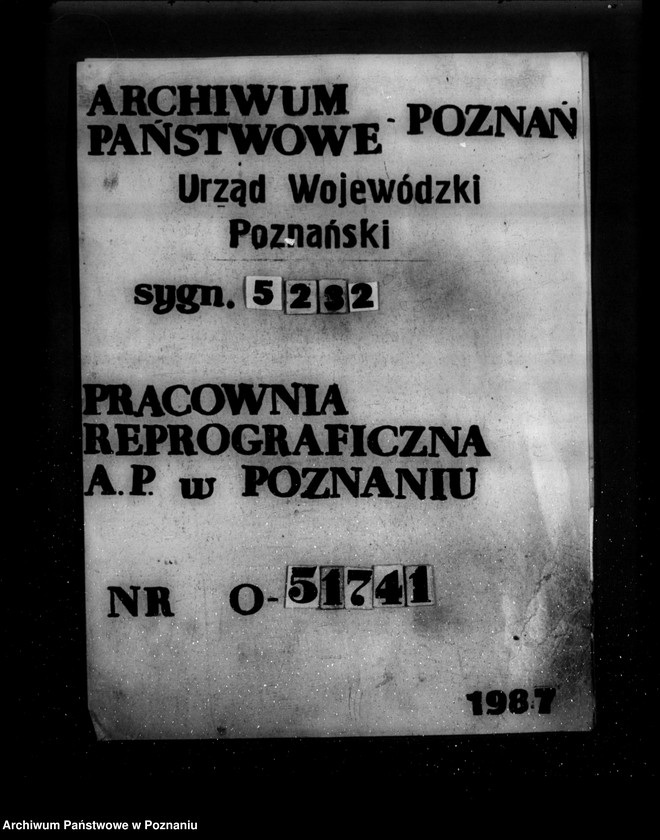 ARCHIWUM
PAŃSTWOWE - POZNAŃ
Urząd Wojewódzki
Poznański
sygn. 5232
PRACOWNIA
REPROGRAFICZNA
A.P. w POZNANIU
NR O-51741
1987
Archiwum Państwowe w Poznaniu